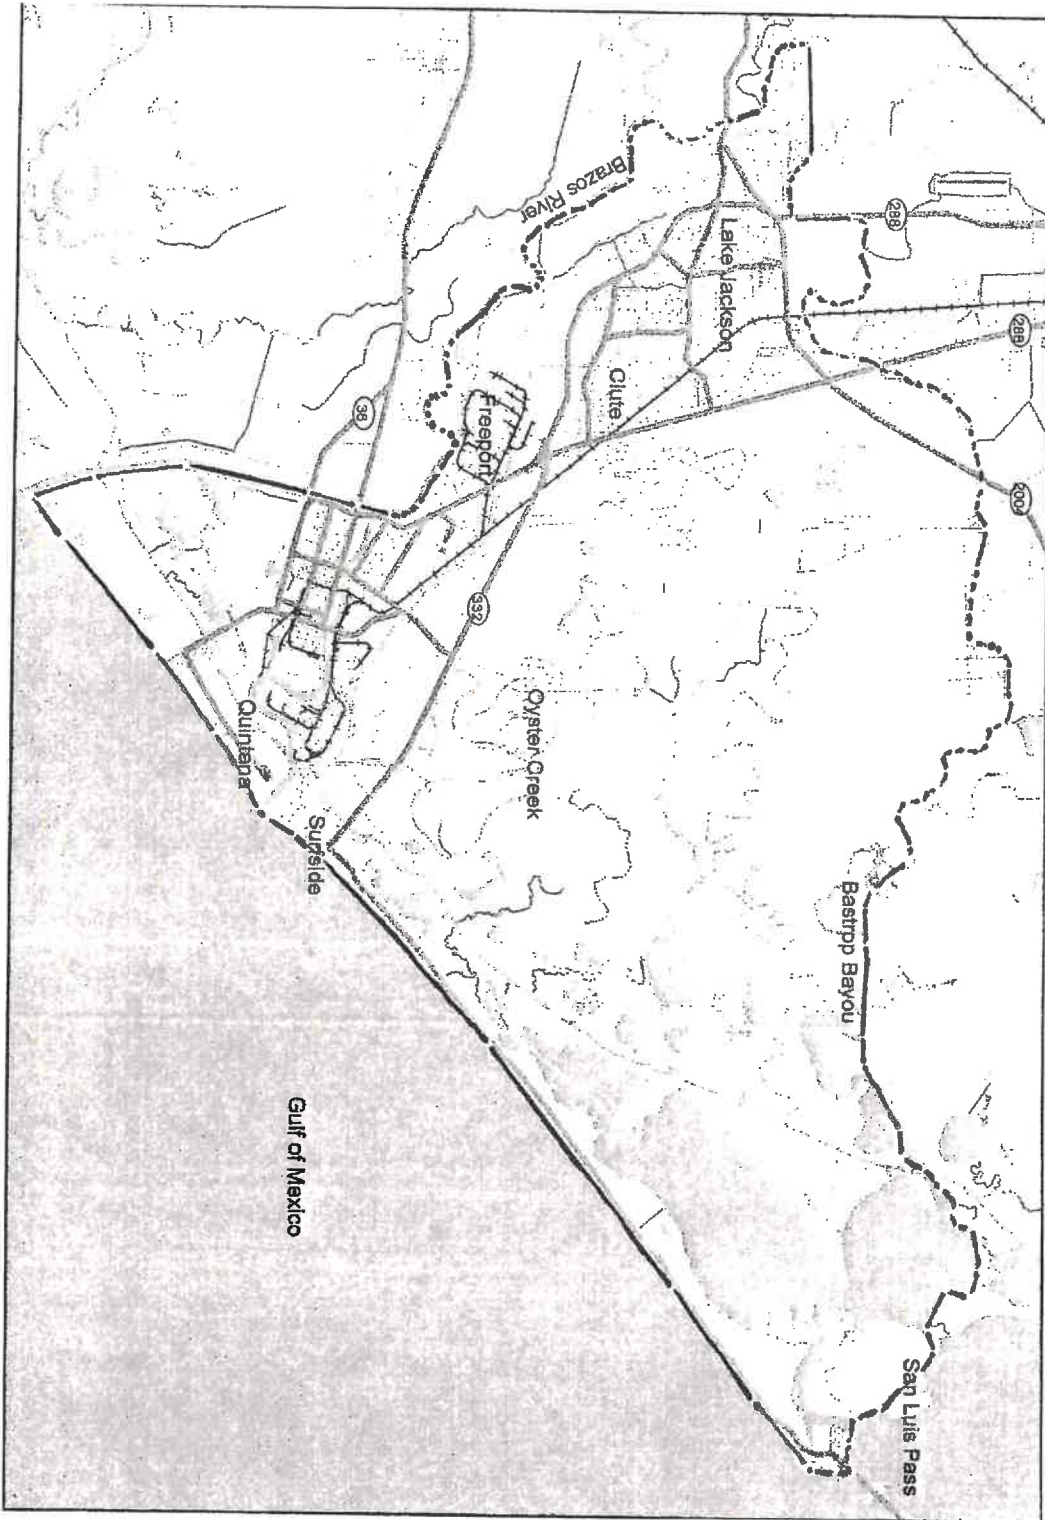 288
2004
San Luis Pass
288
Bastrop Bayou
Lake Jackson
Clute
Brazos River
Oyster Creek
Freeport
332
36
Surfside
Gulf of Mexico
Quintana